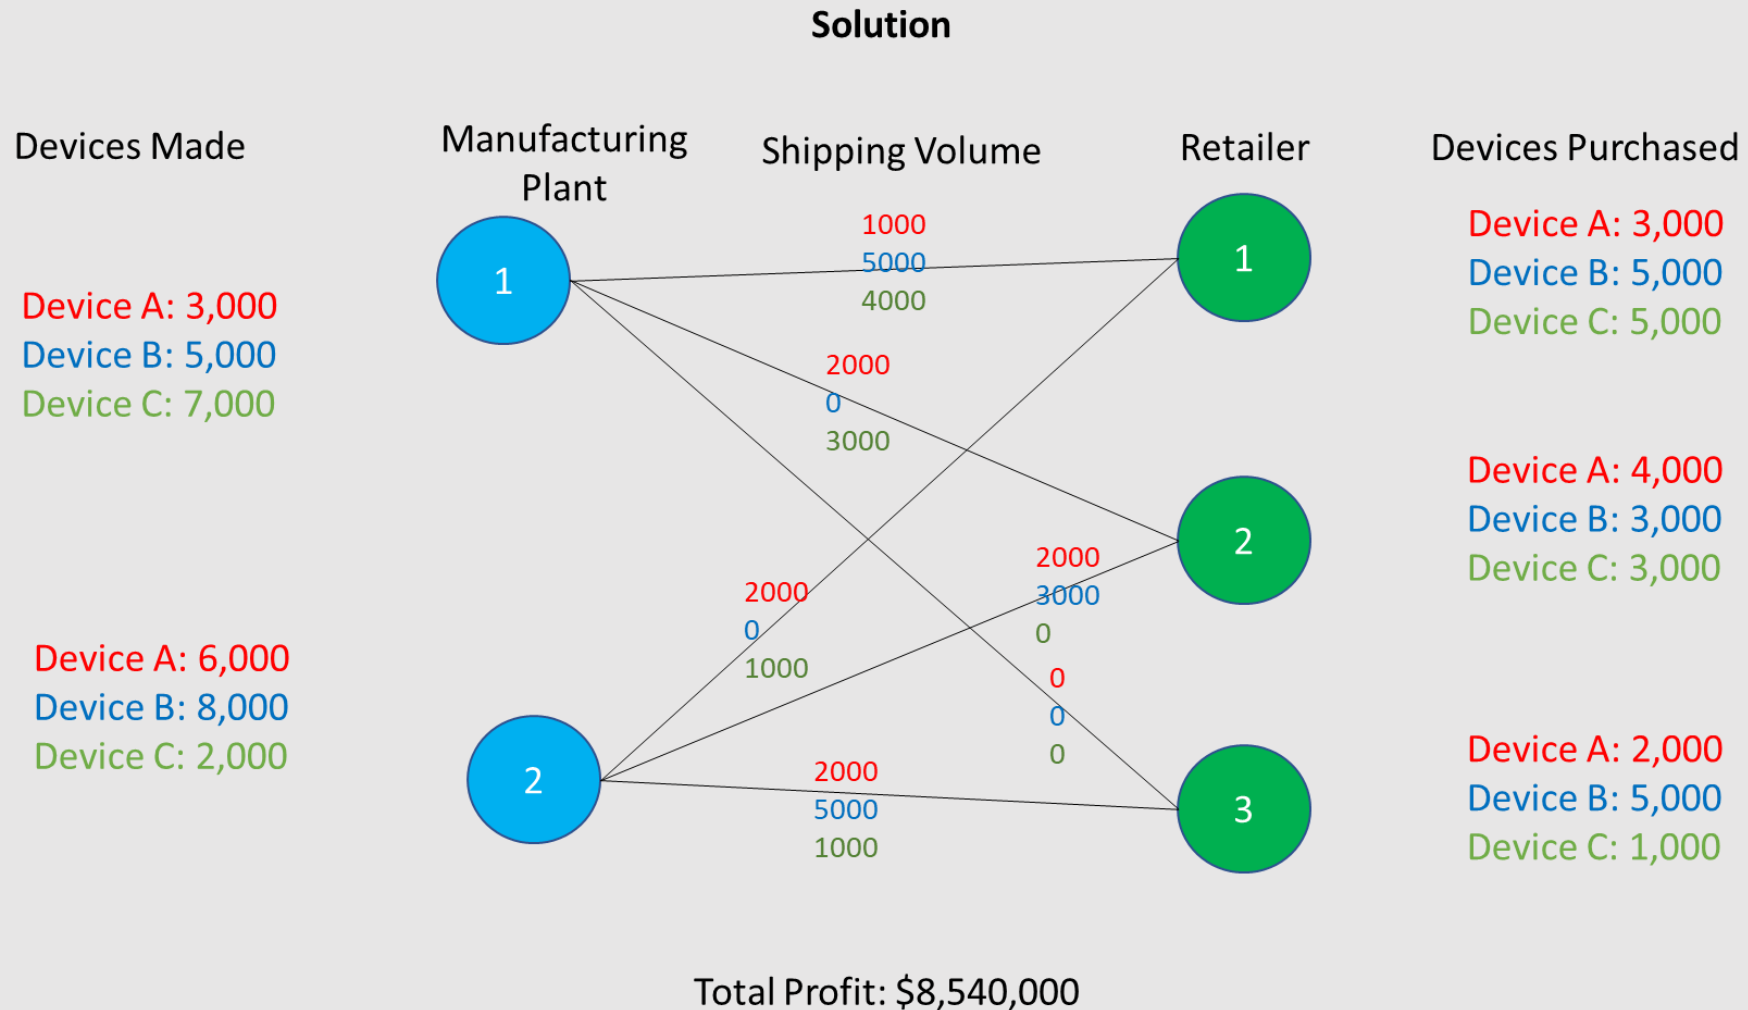 Solution
Devices Made
Manufacturing
Plant
Shipping Volume
Retailer
Devices Purchased
Device A: 3,000
Device B: 5,000
Device C: 7,000
1
1000
5000
4000
2000
0
3000
1
Device A: 3,000
Device B: 5,000
Device C: 5,000
2
Device A: 4,000
Device B: 3,000
Device C: 3,000
Device A: 6,000
Device B: 8,000
Device C: 2,000
2
2000
0
1000
2000
3000
0
0
0
0
2000
5000
1000
3
Device A: 2,000
Device B: 5,000
Device C: 1,000
Total Profit: $8,540,000